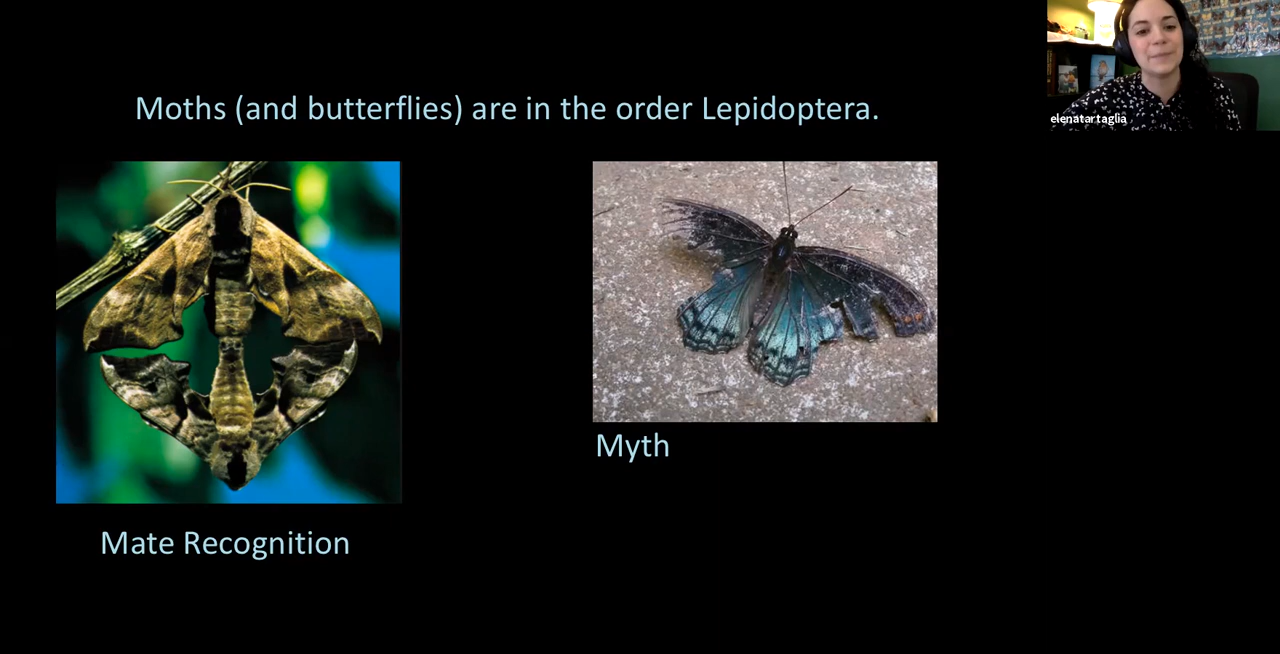 Moths (and butterflies) are in the order Lepidoptera.
elenatartaglia
Myth
Mate Recognition